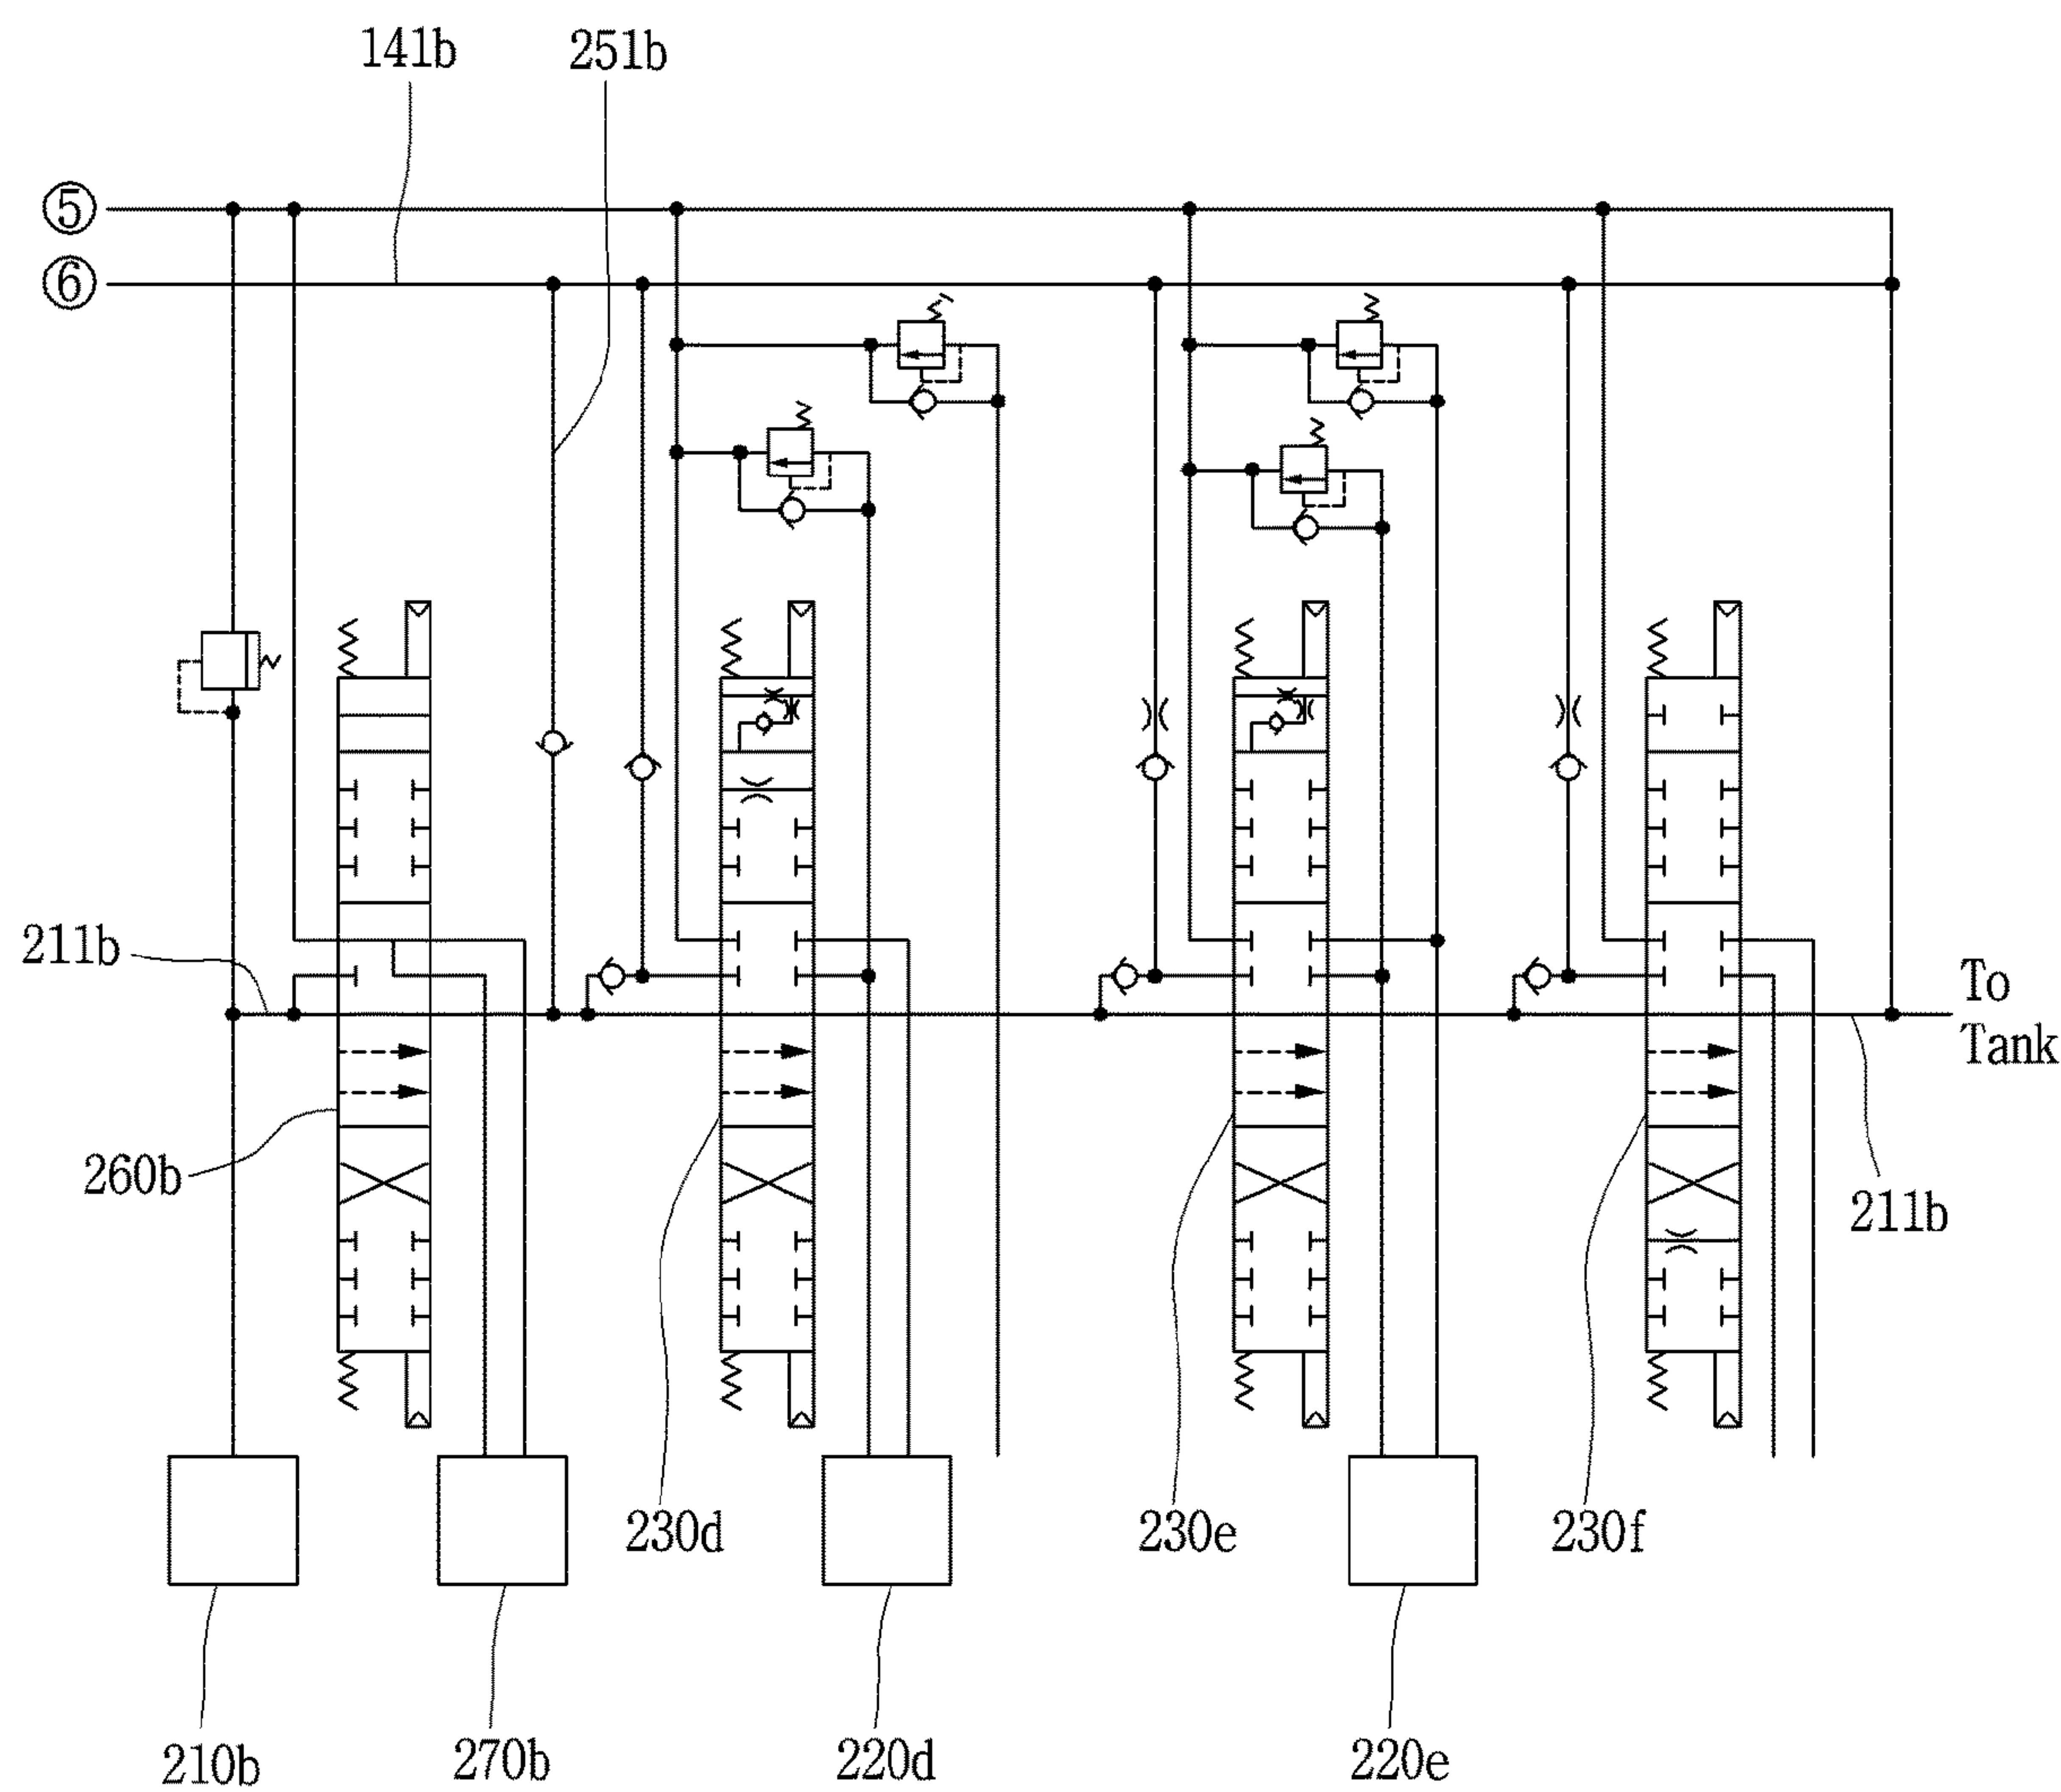 141b
251b
⑤
⑥
211b
To
Tank
260b
211b
230d
230e
230f
210b
270b
220d
220e